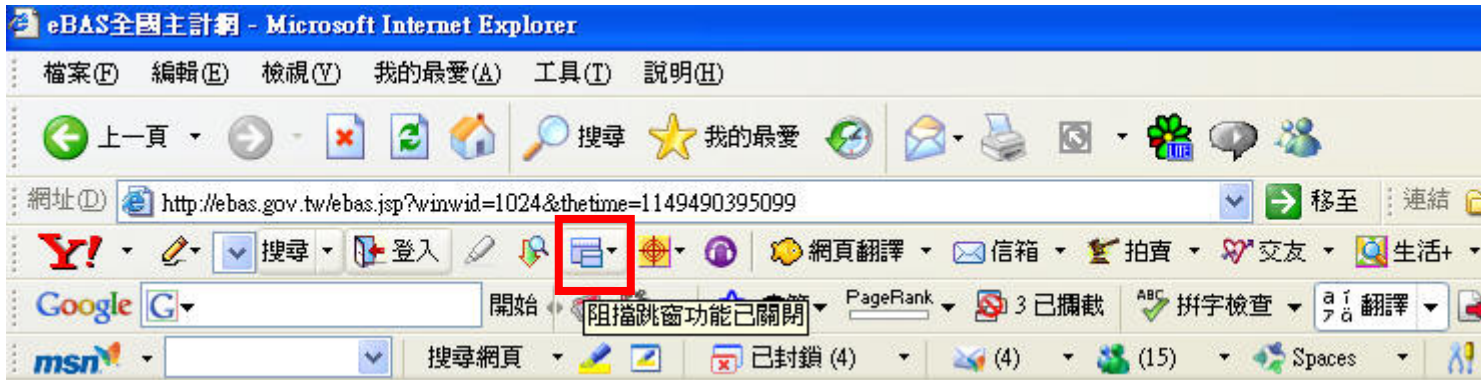 eBAS全國主計網 - Microsoft Internet Explorer
檔案(F) 編輯(E) 檢視(V) 我的最愛(A) 工具(T) 說明(H)
上一頁 搜尋 我的最愛 LITE
網址(D) http://ebas.gov.tw/ebas.jsp?winwid=1024&thetime=1149490395099 移至 連結
Y! 搜尋 登入 網頁翻譯 信箱 拍賣 交友 生活+
Google G 開始 PageRank 3 已攔截 ABC 拼字檢查 翻譯
阻擋跳窗功能已關閉
msn 搜尋網頁 已封鎖 (4) (4) (15) Spaces